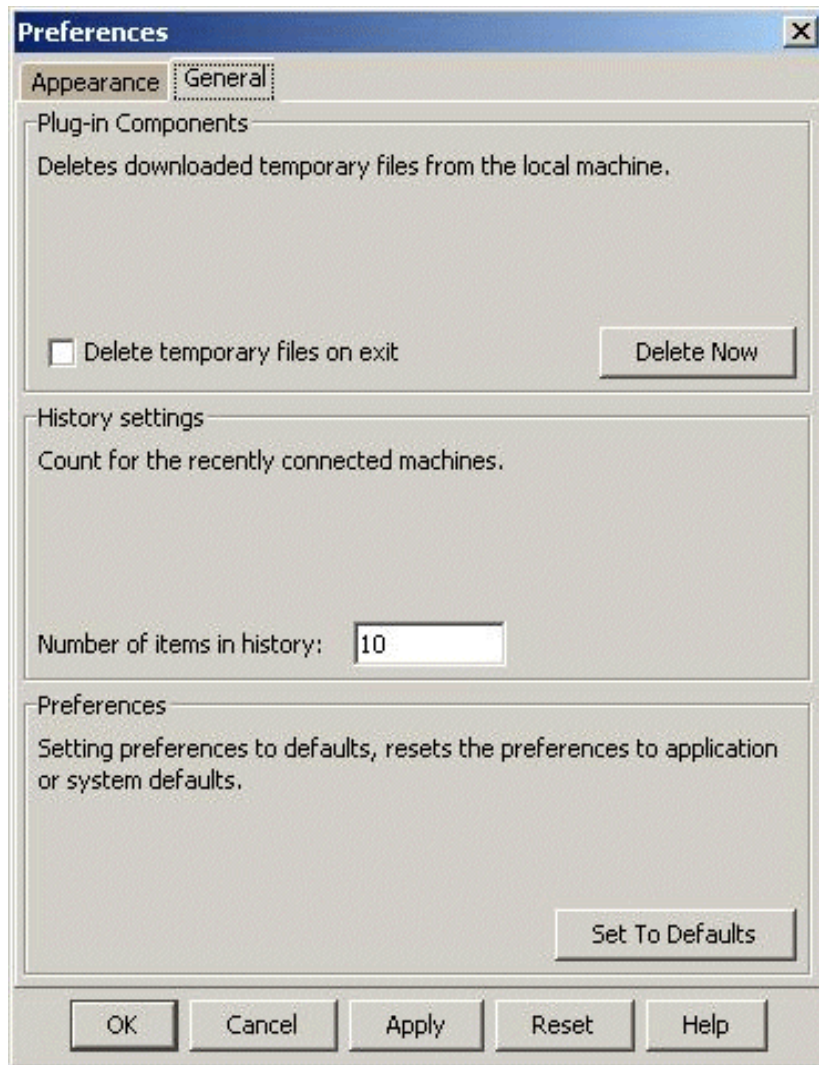 Preferences
Appearance General
Plug-in Components
Deletes downloaded temporary files from the local machine.
Delete temporary files on exit Delete Now
History settings
Count for the recently connected machines.
Number of items in history: 10
Preferences
Setting preferences to defaults, resets the preferences to application
or system defaults.
Set To Defaults
OK Cancel Apply Reset Help